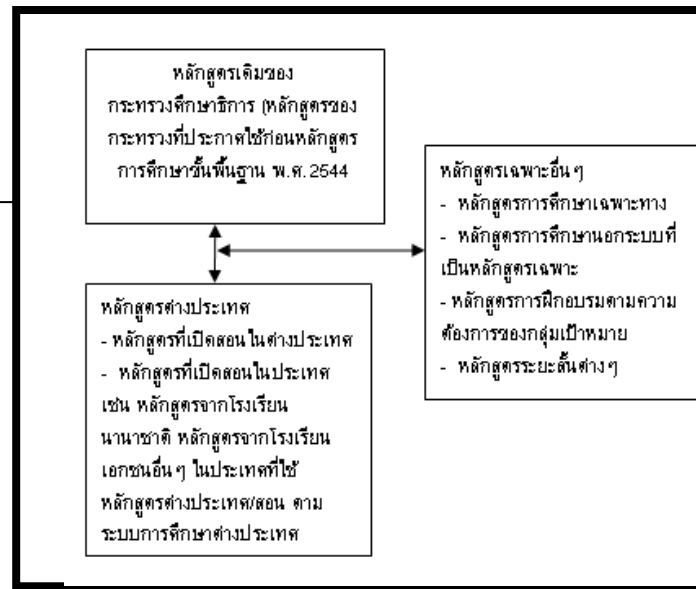 หลักสูตรเดิมของ
กระทรวงศึกษาธิการ (หลักสูตรของ
กระทรวงที่ประกาศใช้ก่อนหลักสูตร
การศึกษาขั้นพื้นฐาน พ.ศ. 2544
หลักสูตรเฉพาะอื่นๆ
- หลักสูตรการศึกษาเฉพาะทาง
- หลักสูตรการศึกษานอกระบบที่
เป็นหลักสูตรเฉพาะ
- หลักสูตรการฝึกอบรมตามความ
ต้องการของกลุ่มเป้าหมาย
- หลักสูตรระยะสั้นต่างๆ
หลักสูตรต่างประเทศ
- หลักสูตรที่เปิดสอนในต่างประเทศ
- หลักสูตรที่เปิดสอนในประเทศ
เช่น หลักสูตรจากโรงเรียน
นานาชาติ หลักสูตรจากโรงเรียน
เอกชนอื่นๆ ในประเทศที่ใช้
หลักสูตรต่างประเทศ/สอน ตาม
ระบบการศึกษาต่างประเทศ